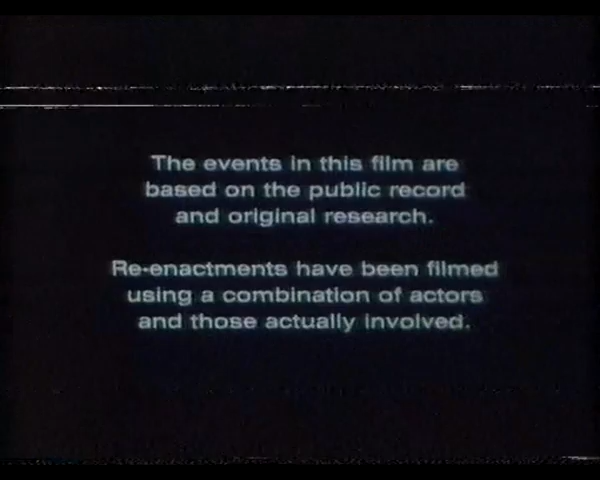 The events in this film are
based on the public record
and original research.
Re-enactments have been filmed
using a combination of actors
and those actually involved.